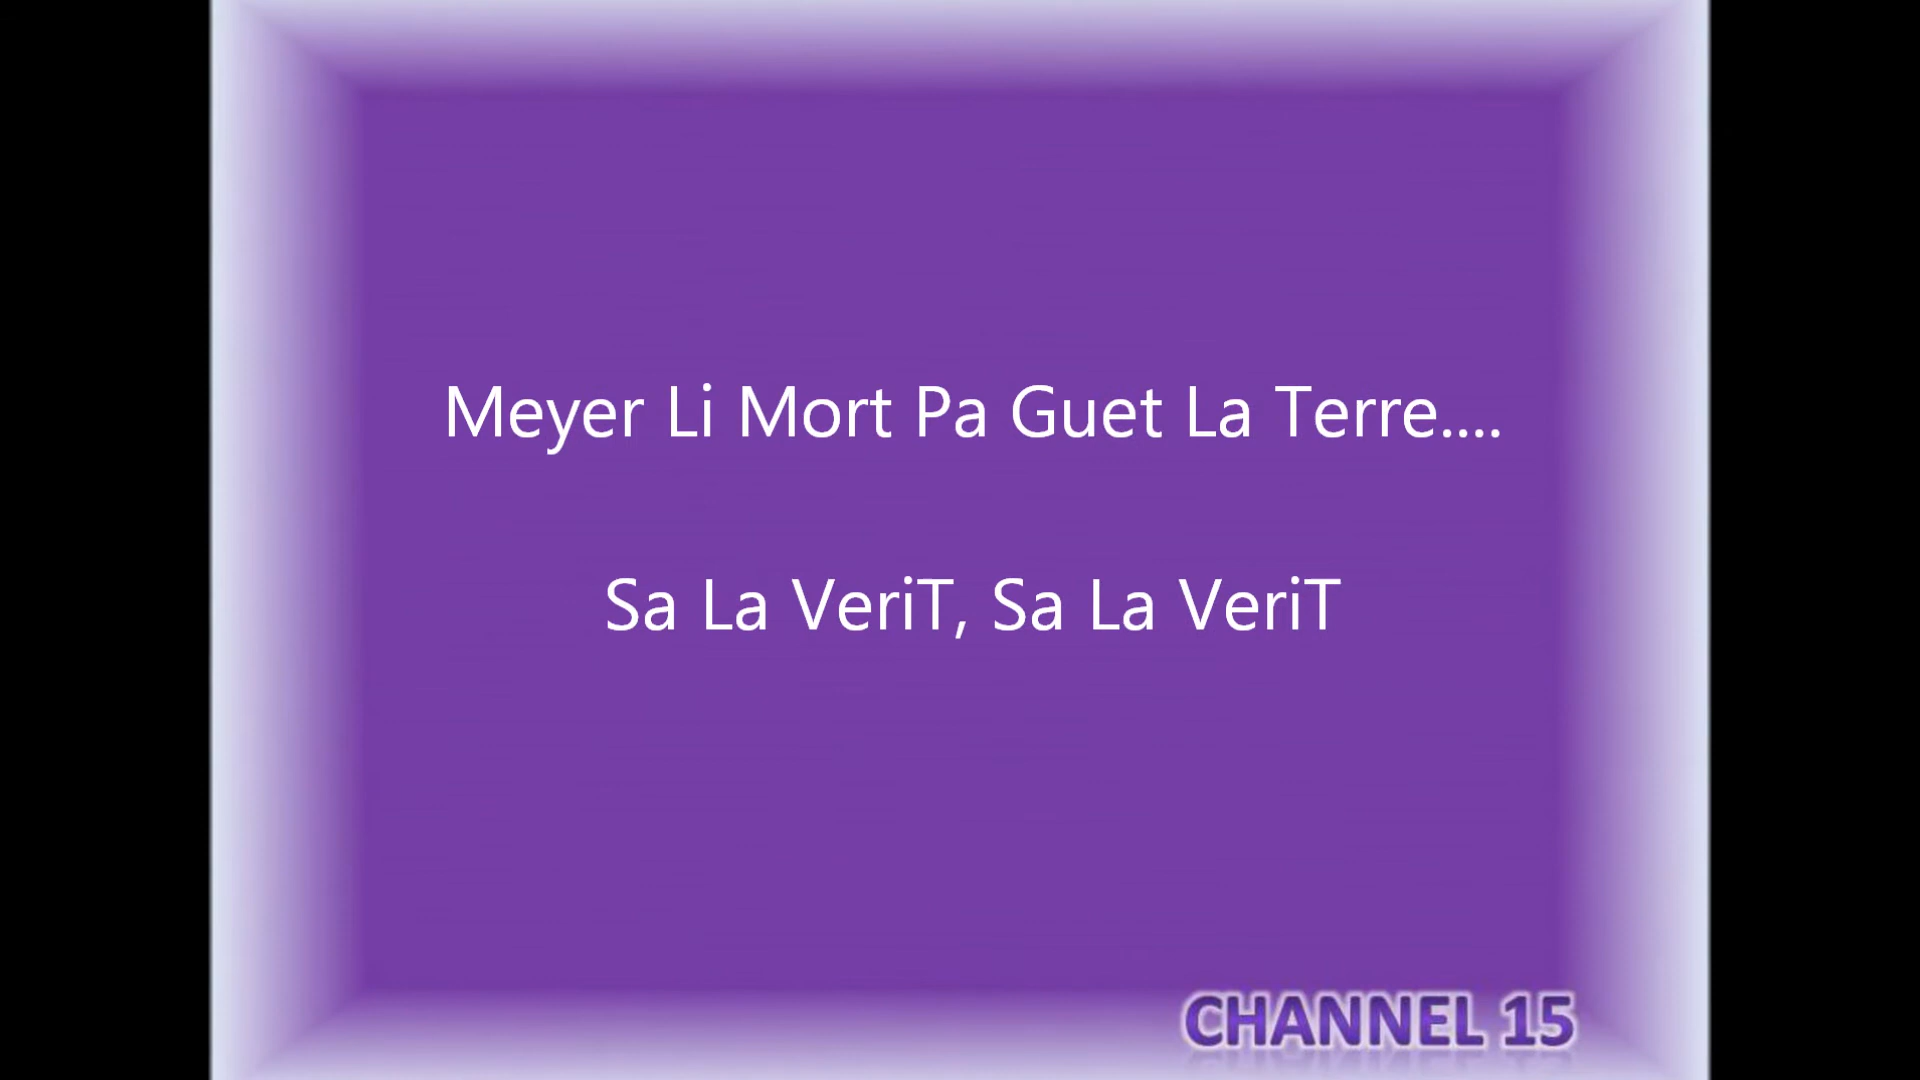 Meyer Li Mort Pa Guet La Terre....
Sa La VeriT, Sa La VeriT
CHANNEL 15